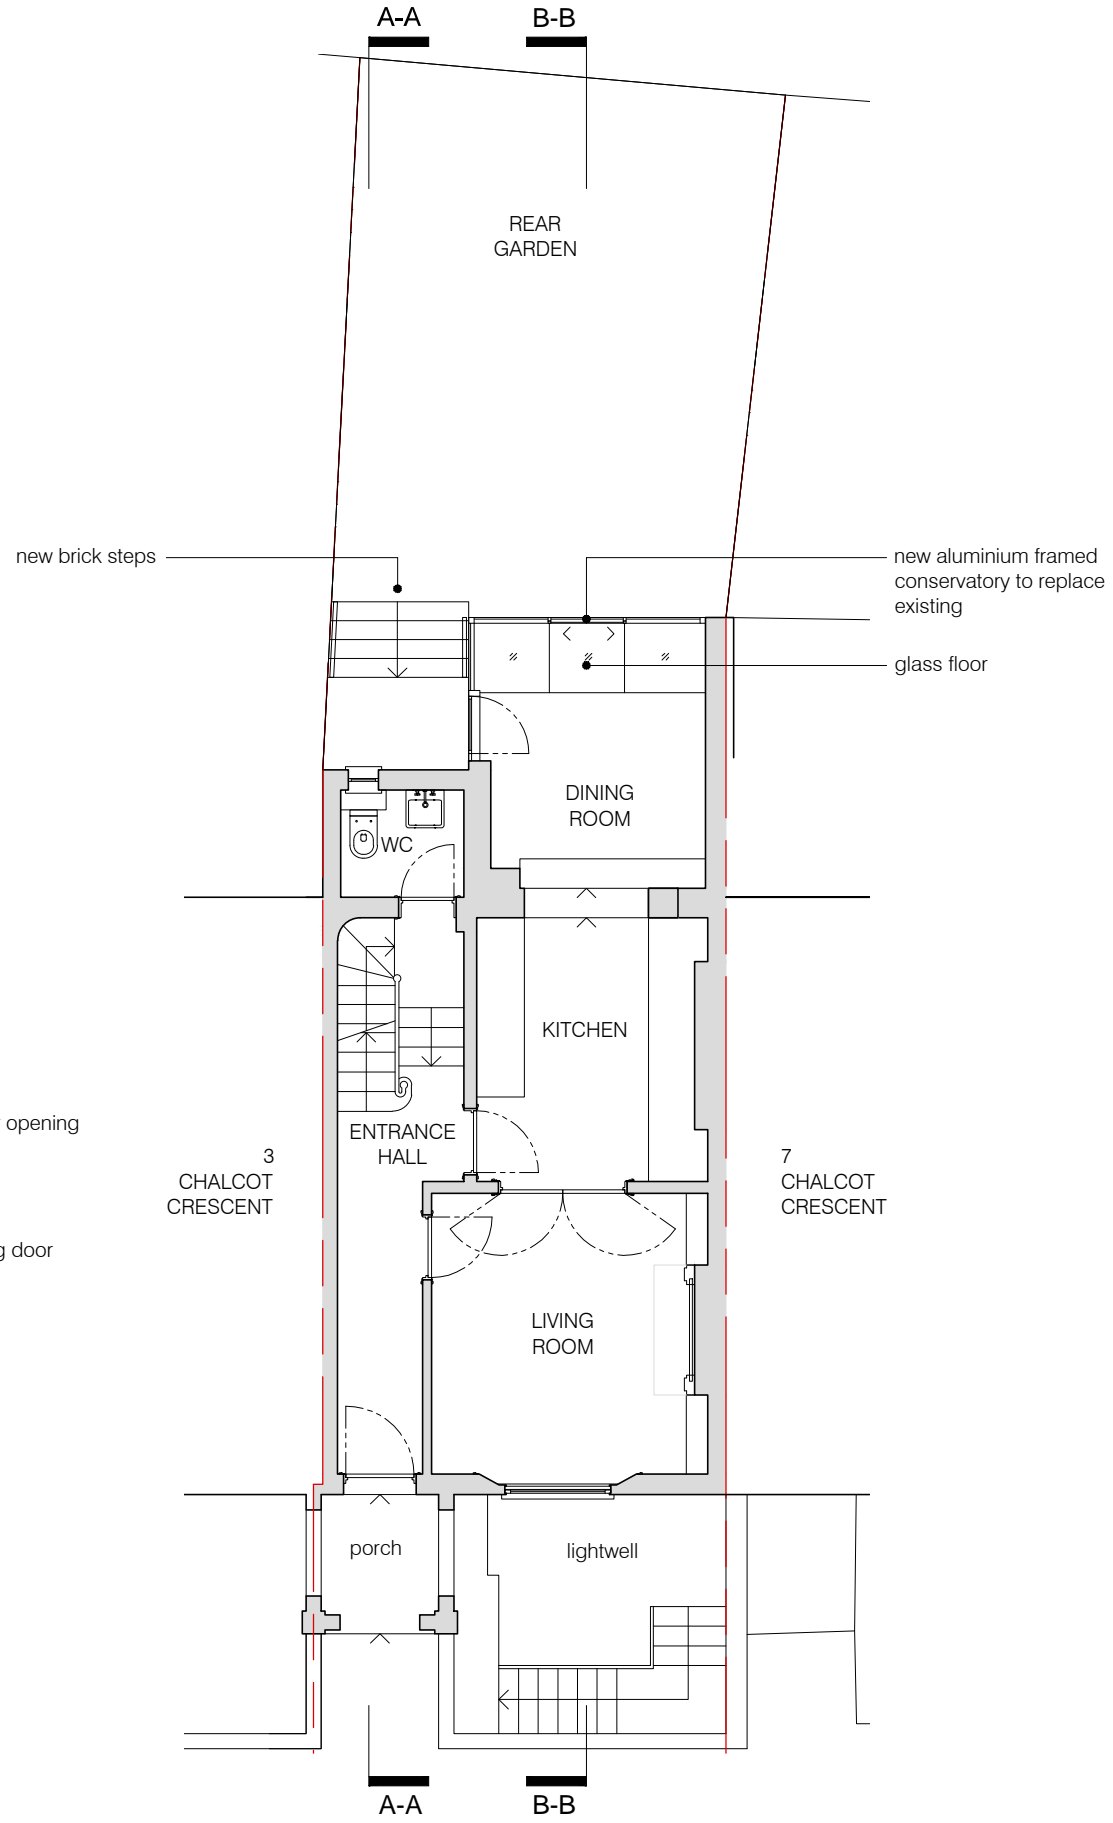 A-A
B-B
REAR
GARDEN
new brick steps
new aluminium framed
conservatory to replace
existing
glass floor
DINING
ROOM
WC
KITCHEN
opening
ENTRANCE
HALL
3
CHALCOT
CRESCENT
7
CHALCOT
CRESCENT
door
LIVING
ROOM
porch
lightwell
A-A
B-B